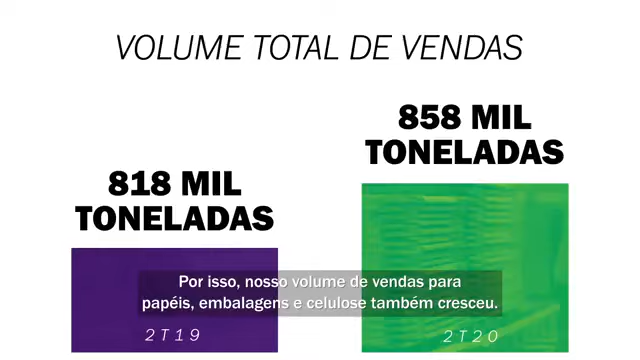 VOLUME TOTAL DE VENDAS
858 MIL
TONELADAS
818 MIL
TONELADAS
Por isso, nosso volume de vendas para
papéis, embalagens e celulose também cresceu.
2T19
2T20